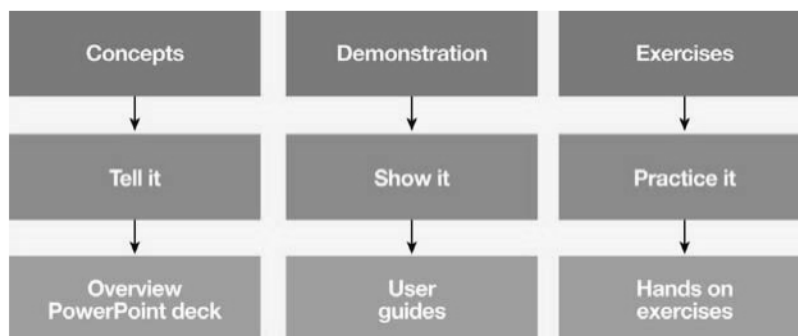 Concepts
Demonstration
Exercises
Tell it
Show it
Practice it
Overview
PowerPoint deck
User
guides
Hands on
exercises